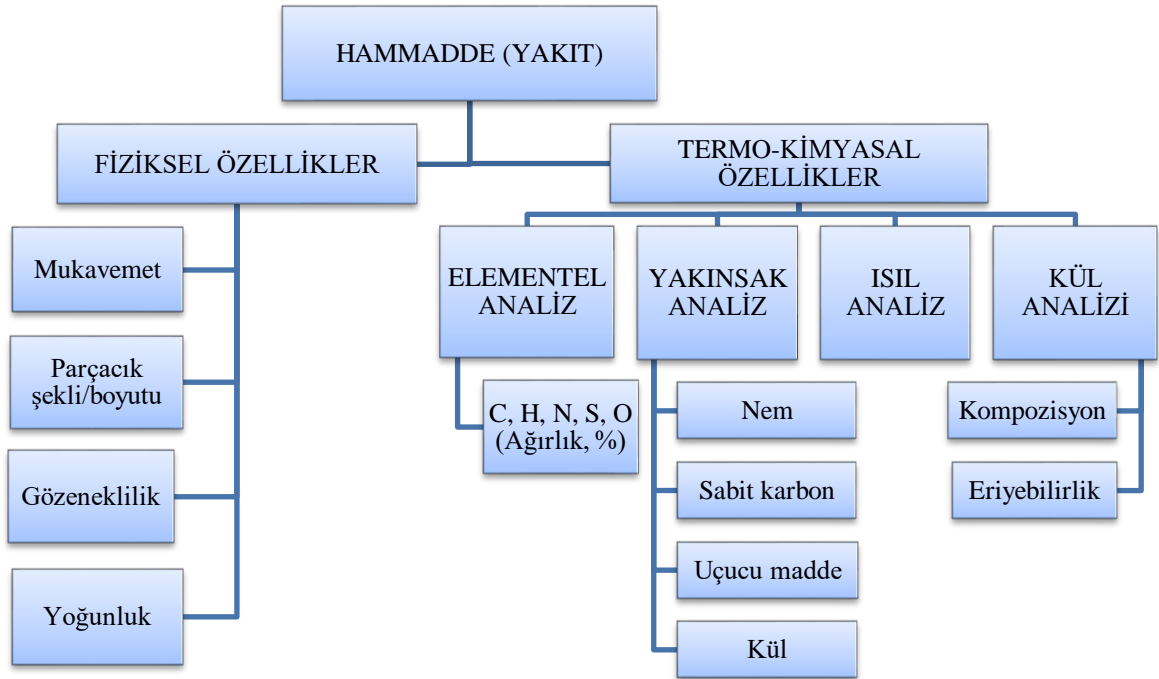 HAMMADDE (YAKIT)
FİZİKSEL ÖZELLİKLER
TERMO-KİMYASAL
ÖZELLİKLER
Mukavemet
Parçacık
şekli/boyutu
Gözeneklilik
Yoğunluk
ELEMENTEL
ANALİZ
C, H, N, S, O
(Ağırlık, %)
YAKINSAK
ANALİZ
Nem
Sabit karbon
Uçucu madde
Kül
ISIL
ANALİZ
KÜL
ANALİZİ
Kompozisyon
Eriyebilirlik